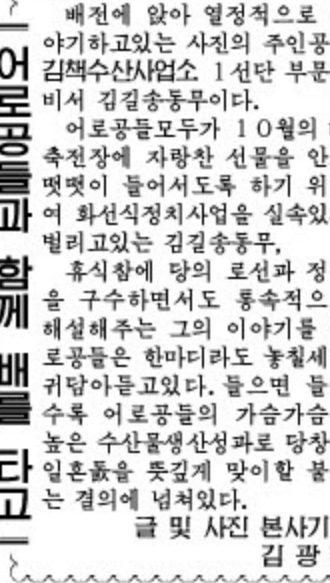 어로공들과 함께 배를 타고
배전에 앉아 열정적으로
야기하고있는 사진의 주인공
김책수산사업소 1선단 부문
비서 김길송동무이다.
어로공들모두가 10월의
축전장에 자랑찬 선물을 안
떳떳이 들어서도록 하기 위
여 화선식정치사업을 실속있
벌리고있는 김길송동무.
휴식참에 당의 로선과 정
을 구수하면서도 통속적으
해설해주는 그의 이야기를
로공들은 한마디라도 놓칠세
귀담아듣고있다. 들으면 들
수록 어로공들의 가슴가슴
높은 수산물생산성과로 당창
일흔돐을 뜻깊게 맞이할 불
는 결의에 넘쳐있다.
글 및 사진 본사기
김 광